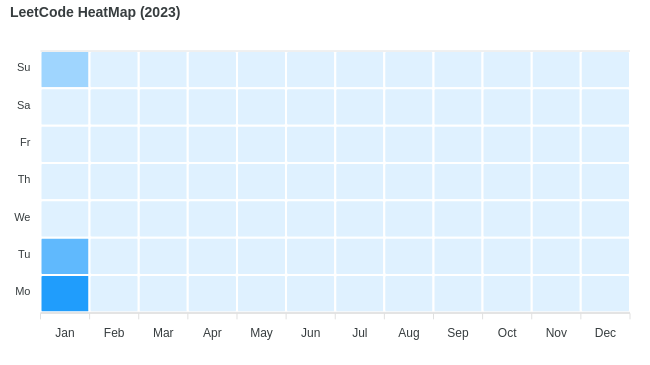 LeetCode HeatMap (2023)
Su
Sa
Fr
Th
We
Tu
Mo
Jan Feb Mar Apr May Jun Jul Aug Sep Oct Nov Dec